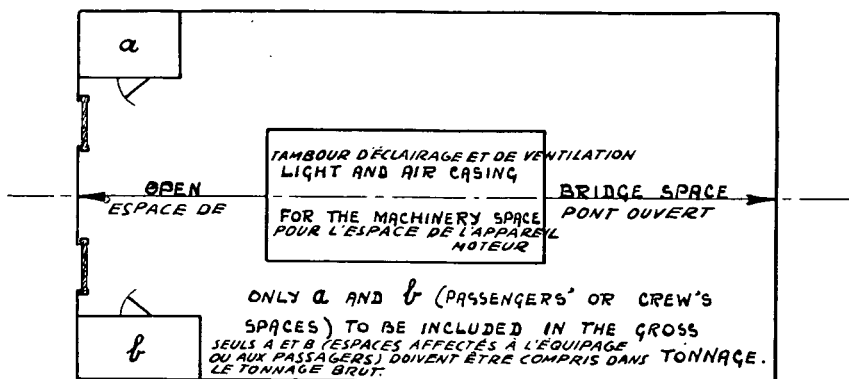 a
TAMBOUR D'ÉCLAIRAGE ET DE VENTILATION
LIGHT AND AIR CASING
OPEN
BRIDGE SPACE
ESPACE DE
PONT OUVERT
FOR THE MACHINERY SPACE
POUR L'ESPACE DE L'APPAREIL
MOTEUR
ONLY a AND b (PASSENGERS' OR CREW'S
SPACES) TO BE INCLUDED IN THE GROSS
SEULS A ET B (ESPACES AFFECTÉS À L'ÉQUIPAGE
OU AUX PASSAGERS) DOIVENT ÊTRE COMPRIS DANS TONNAGE.
LE TONNAGE BRUT.
b